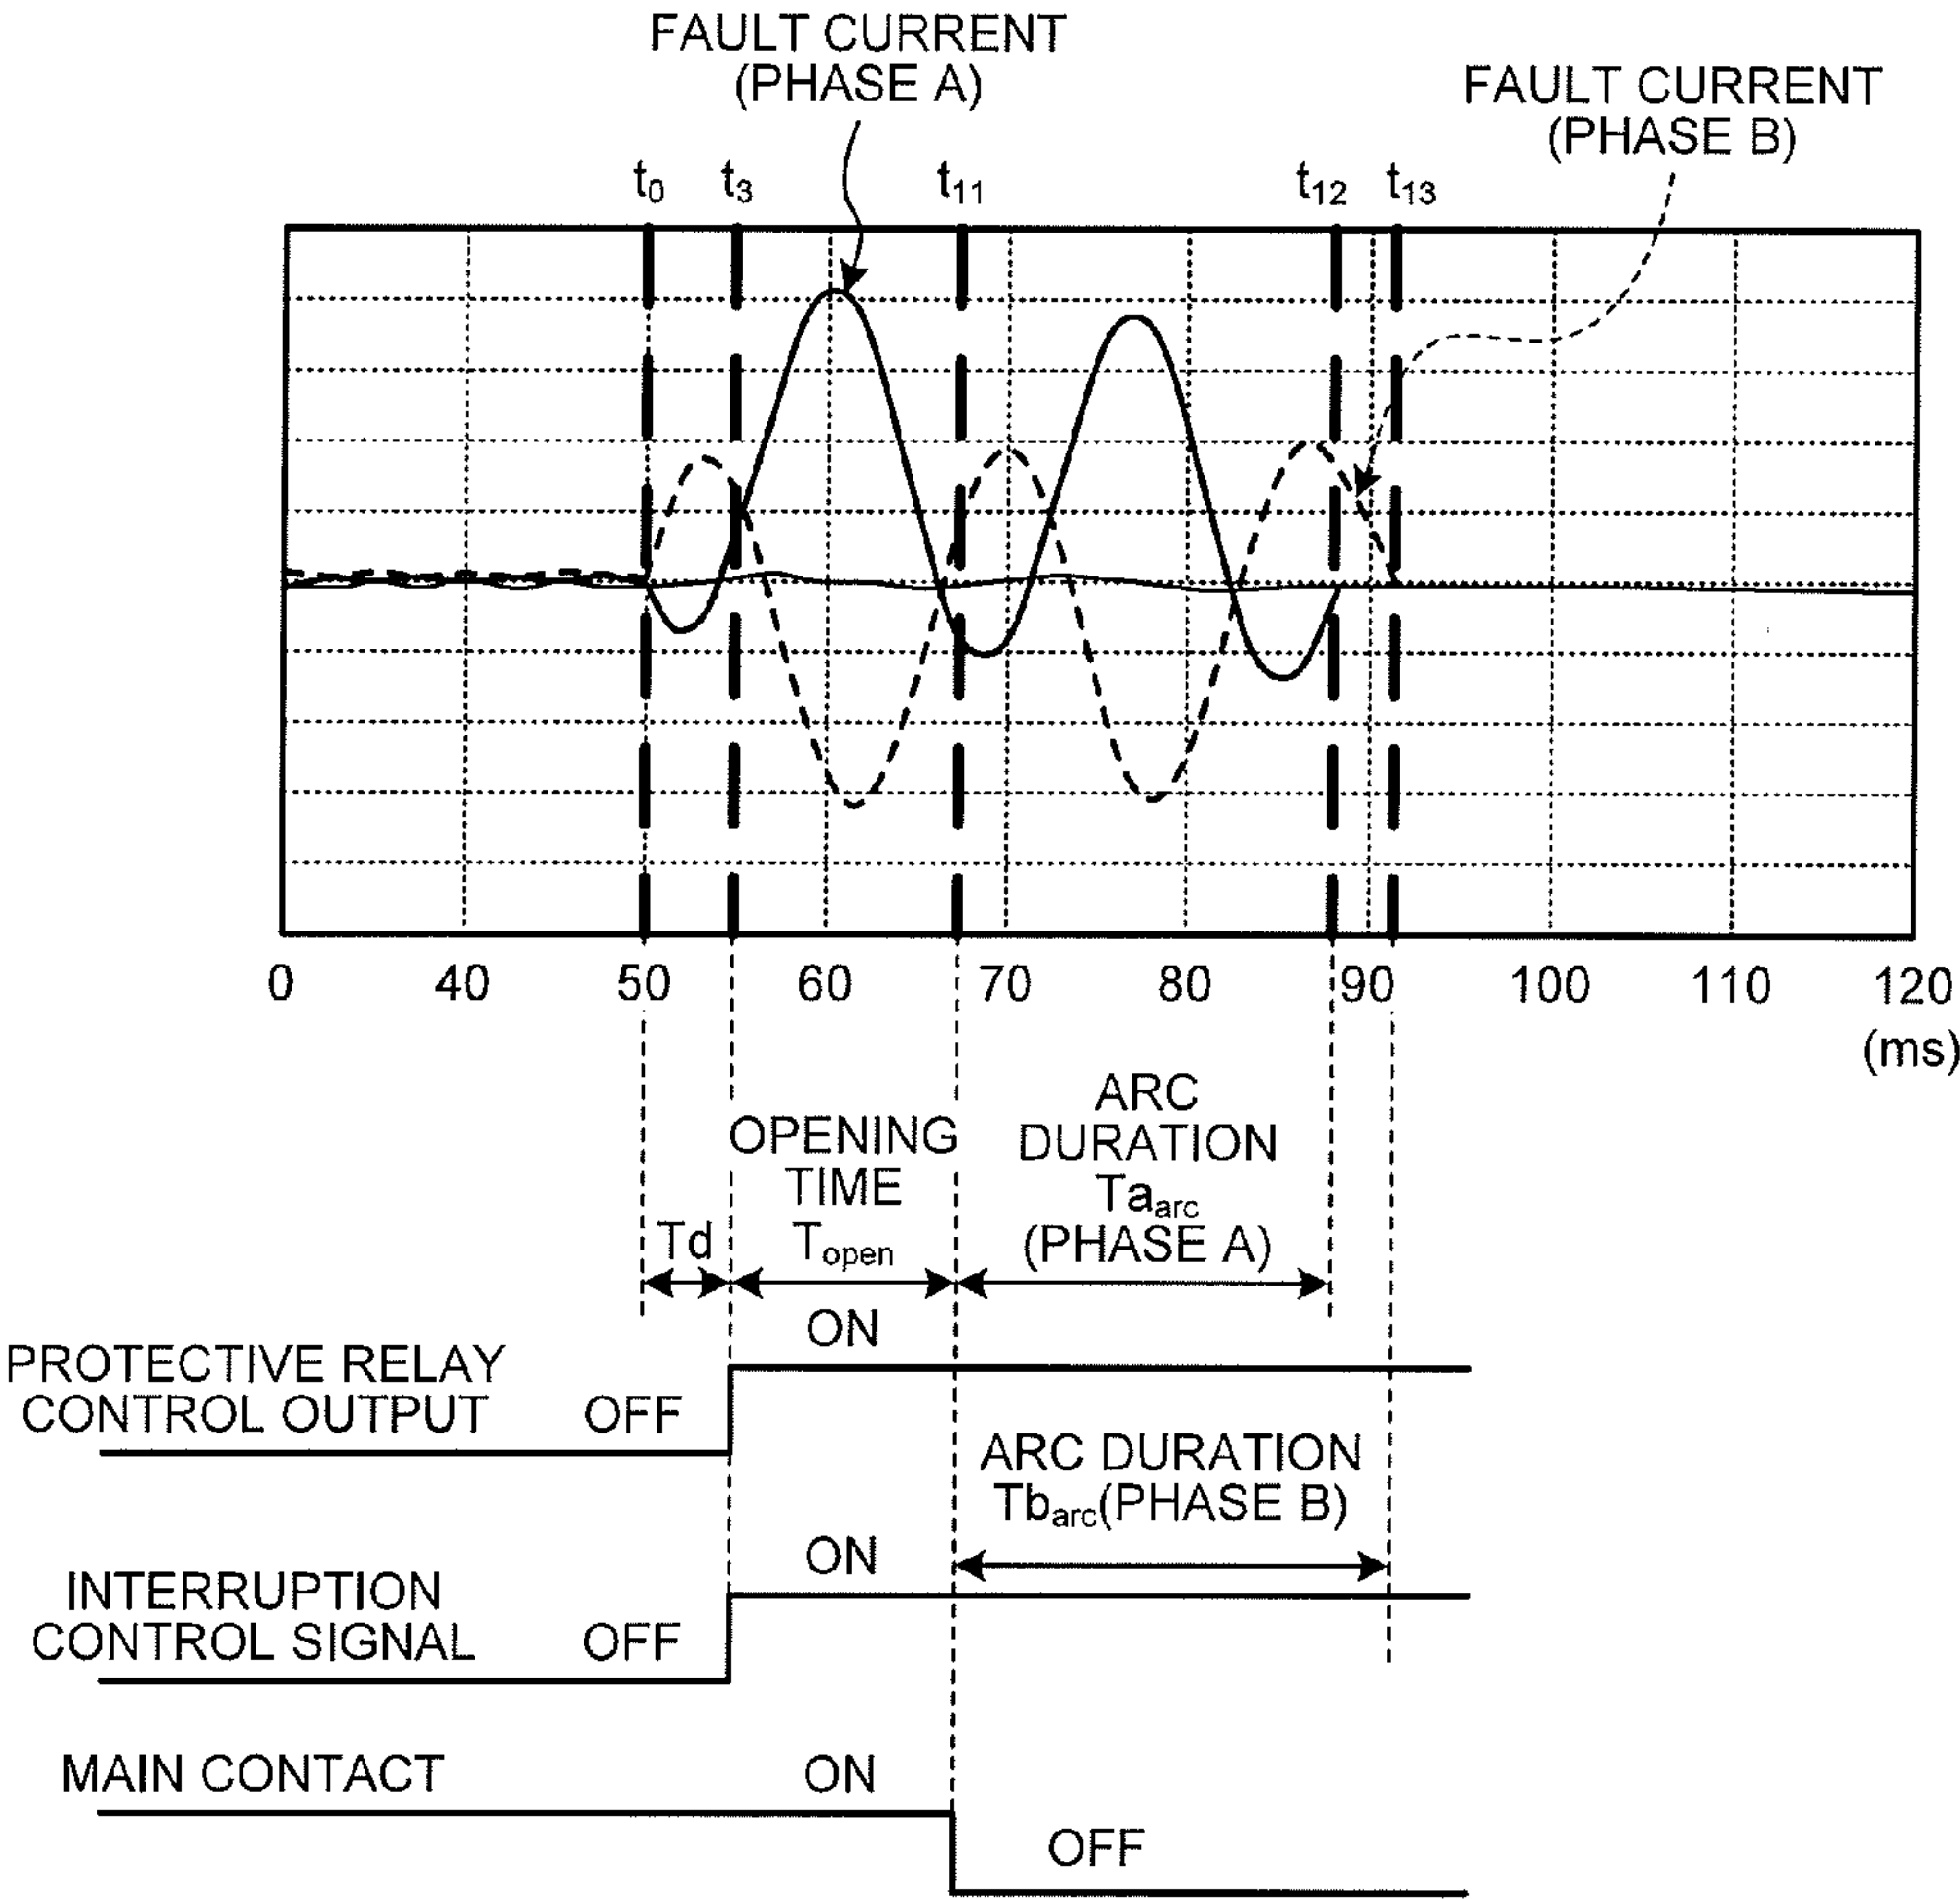 FAULT CURRENT
(PHASE A)
FAULT CURRENT
(PHASE B)
t0 t3 t11 t12 t13
0 40 50 60 70 80 90 100 110 120
(ms)
ARC
DURATION
Taarc
(PHASE A)
OPENING
TIME
Topen
Td
ON
PROTECTIVE RELAY
CONTROL OUTPUT OFF
ARC DURATION
Tbarc(PHASE B)
ON
INTERRUPTION
CONTROL SIGNAL OFF
MAIN CONTACT ON
OFF